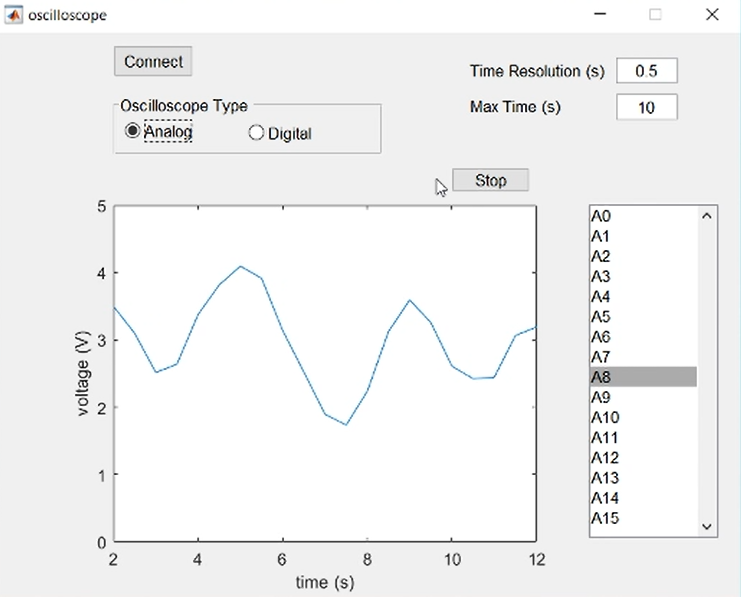 oscilloscope
Connect
Time Resolution (s) 0.5
Max Time (s) 10
Oscilloscope Type
Analog Digital
Stop
5
4
3
2
1
0
voltage (V)
2 4 6 8 10 12
time (s)
A0
A1
A2
A3
A4
A5
A6
A7
A8
A9
A10
A11
A12
A13
A14
A15